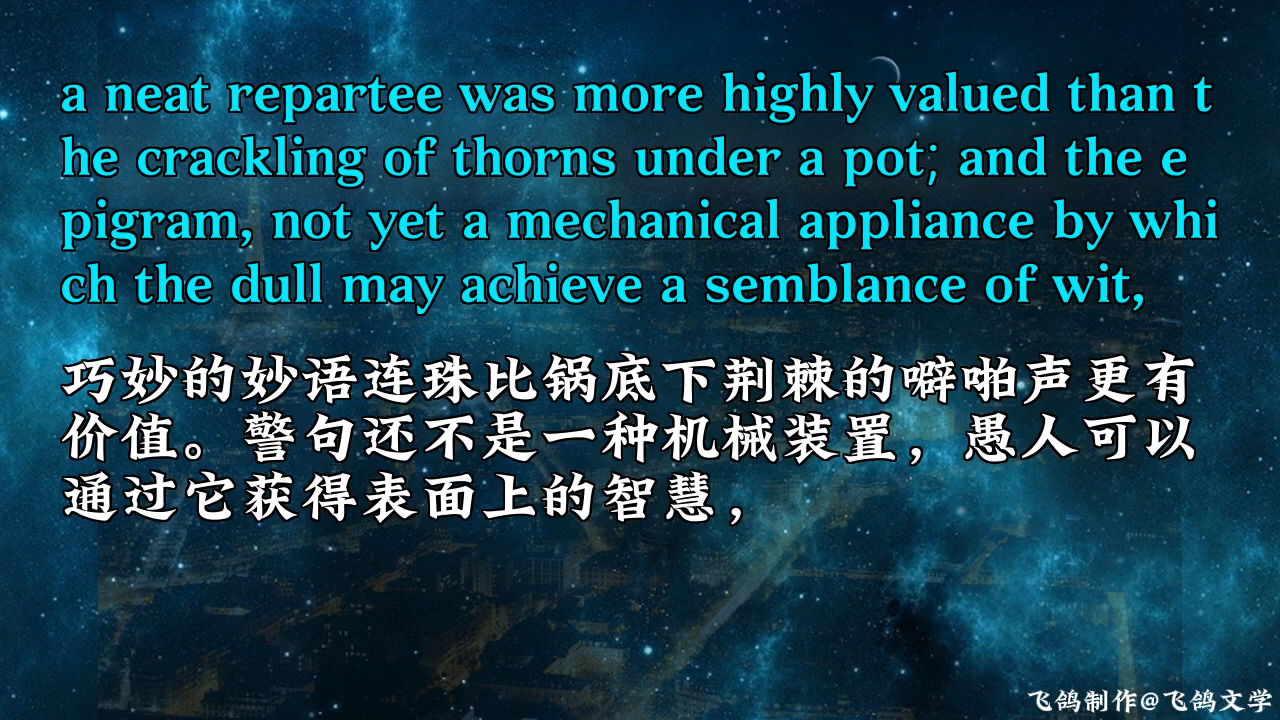 a neat repartee was more highly valued than t
he crackling of thorns under a pot; and the e
pigram, not yet a mechanical appliance by whi
ch the dull may achieve a semblance of wit,
巧妙的妙语连珠比锅底下荆棘的噼啪声更有
价值。警句还不是一种机械装置，愚人可以
通过它获得表面上的智慧，
飞鸽制作@飞鸽文学